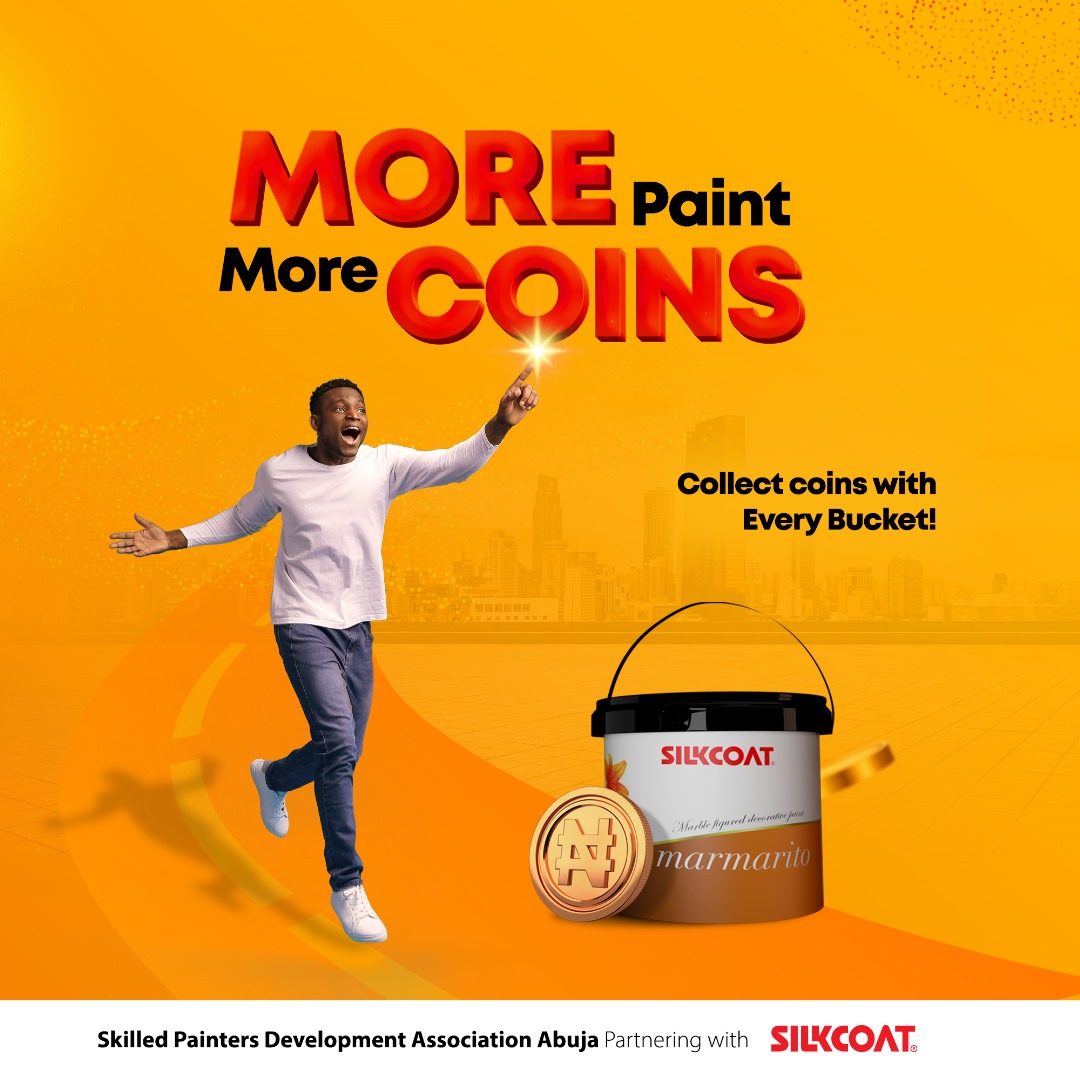 MORE Paint
More COINS
Collect coins with
Every Bucket!
SILKCOAT®
Marble figured decorative paint
marmarito
₦
Skilled Painters Development Association Abuja Partnering with SILKCOAT®